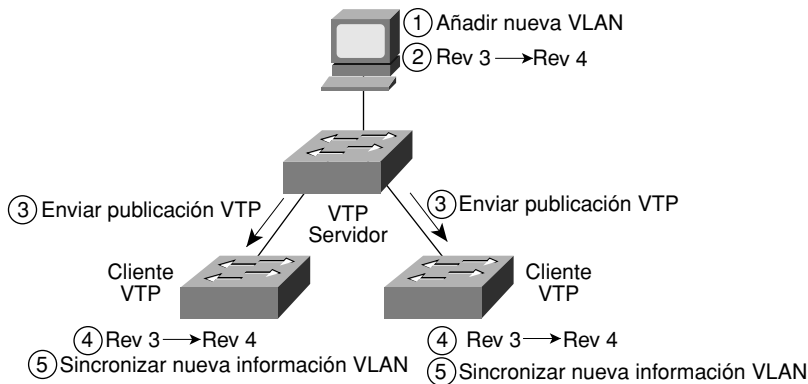 ① Añadir nueva VLAN
② Rev 3 → Rev 4
③ Enviar publicación VTP
VTP
Servidor
③ Enviar publicación VTP
Cliente
VTP
Cliente
VTP
④ Rev 3 → Rev 4
⑤ Sincronizar nueva información VLAN
④ Rev 3 → Rev 4
⑤ Sincronizar nueva información VLAN